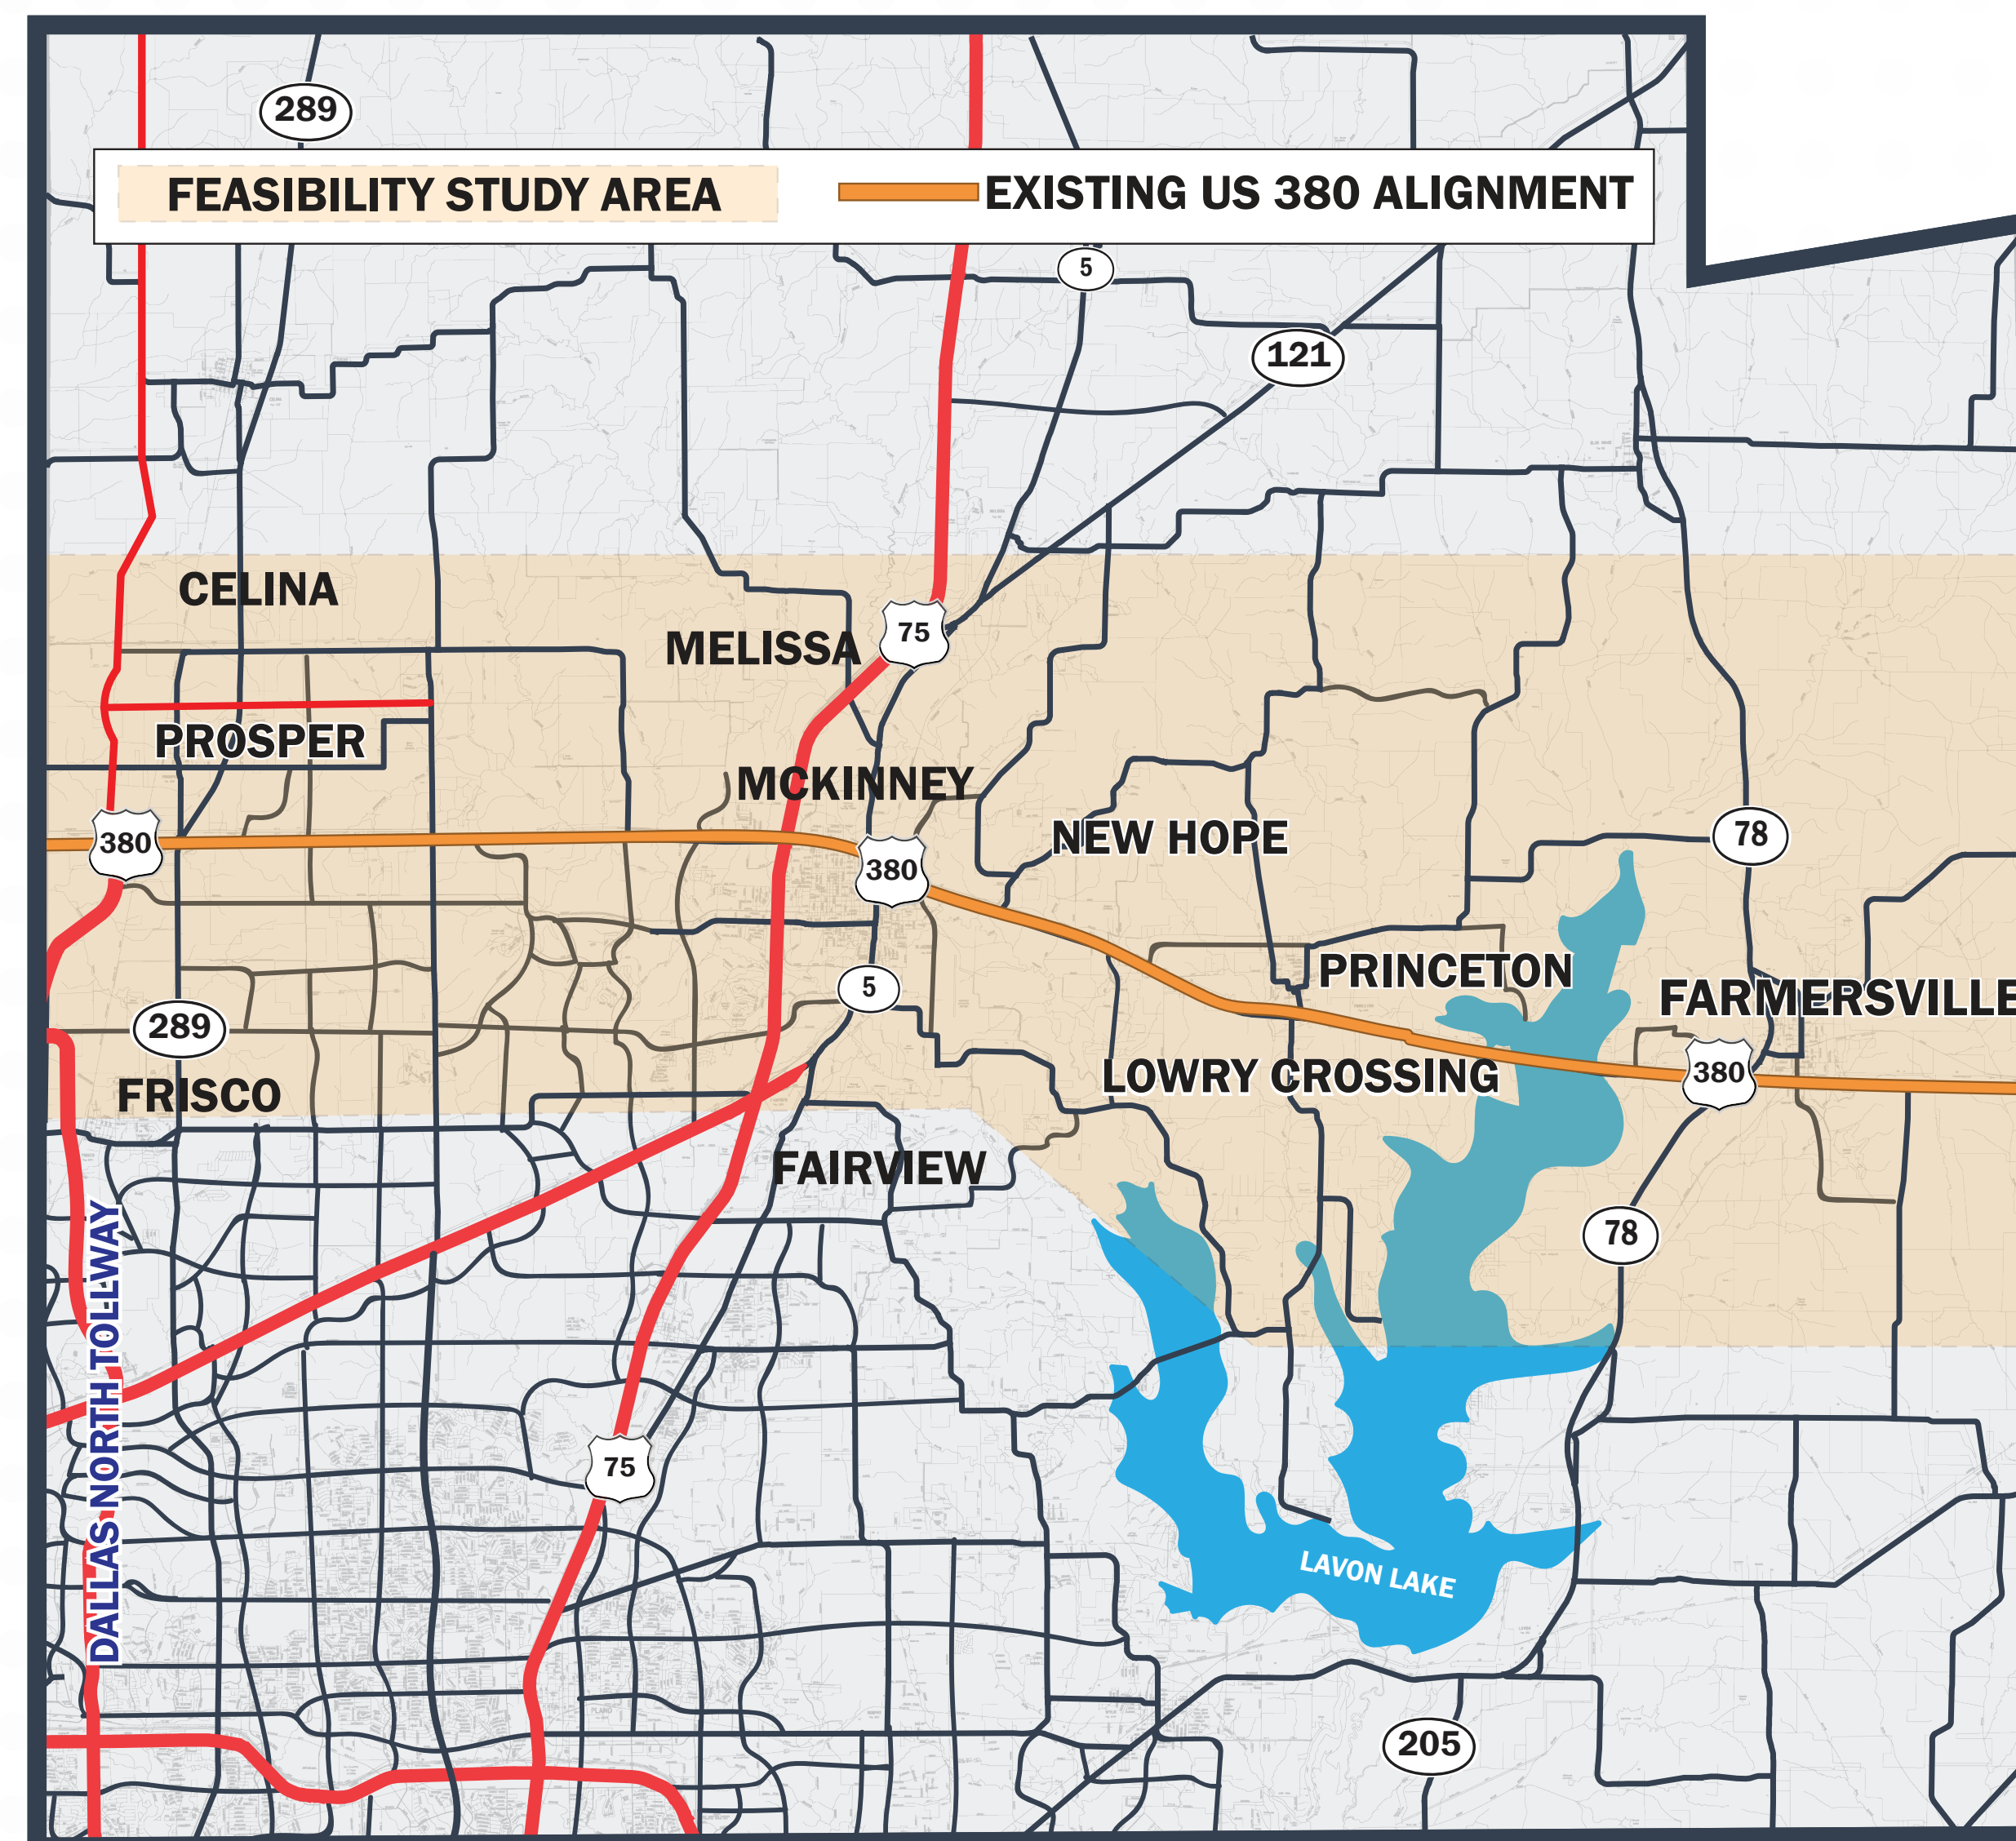 289
FEASIBILITY STUDY AREA
EXISTING US 380 ALIGNMENT
5
121
CELINA
75
MELISSA
PROSPER
MCKINNEY
NEW HOPE
78
380
380
PRINCETON
5
FARMERSVILLE
289
LOWRY CROSSING
380
FRISCO
FAIRVIEW
78
DALLAS NORTH TOLLWAY
75
LAVON LAKE
205